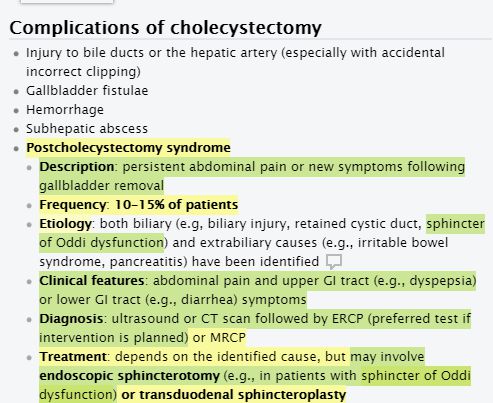 Complications of cholecystectomy
Injury to bile ducts or the hepatic artery (especially with accidental
incorrect clipping)
Gallbladder fistulae
Hemorrhage
Subhepatic abscess
Postcholecystectomy syndrome
Description: persistent abdominal pain or new symptoms following
gallbladder removal
Frequency: 10–15% of patients
Etiology: both biliary (e.g, biliary injury, retained cystic duct, sphincter
of Oddi dysfunction) and extrabiliary causes (e.g., irritable bowel
syndrome, pancreatitis) have been identified
Clinical features: abdominal pain and upper GI tract (e.g., dyspepsia)
or lower GI tract (e.g., diarrhea) symptoms
Diagnosis: ultrasound or CT scan followed by ERCP (preferred test if
intervention is planned) or MRCP
Treatment: depends on the identified cause, but may involve
endoscopic sphincterotomy (e.g., in patients with sphincter of Oddi
dysfunction) or transduodenal sphincteroplasty